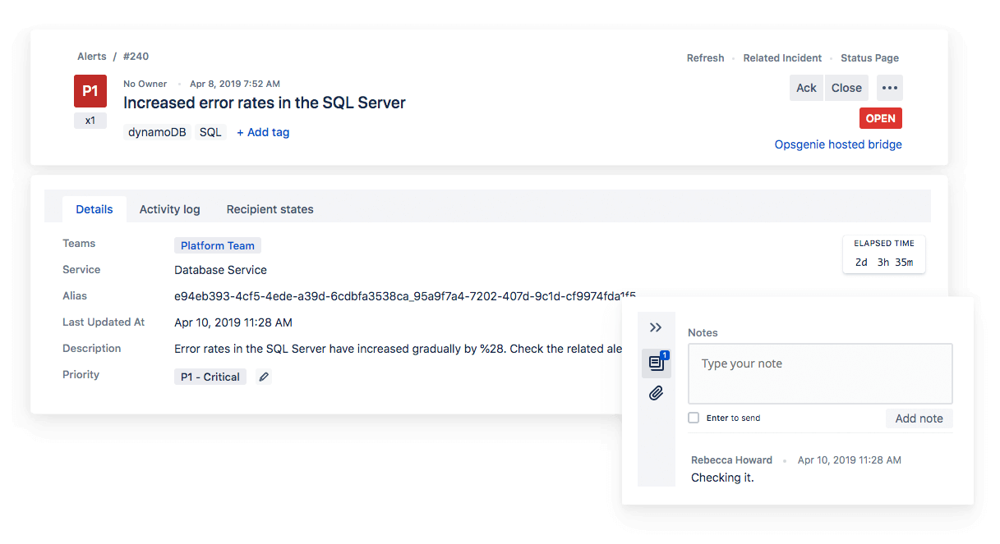 Alerts / #240
Refresh · Related Incident · Status Page
P1
x1
No Owner · Apr 8, 2019 7:52 AM
Increased error rates in the SQL Server
dynamoDB SQL + Add tag
Ack Close •••
OPEN
Opsgenie hosted bridge
Details Activity log Recipient states
Teams Platform Team
Service Database Service
Alias e94eb393-4cf5-4ede-a39d-6cdbfa3538ca_95a9f7a4-7202-407d-9c1d-cf9974fda1f5
Last Updated At Apr 10, 2019 11:28 AM
Description Error rates in the SQL Server have increased gradually by %28. Check the related ale
Priority P1 - Critical
ELAPSED TIME
2d 3h 35m
1
Notes
Type your note
Enter to send
Add note
Rebecca Howard · Apr 10, 2019 11:28 AM
Checking it.